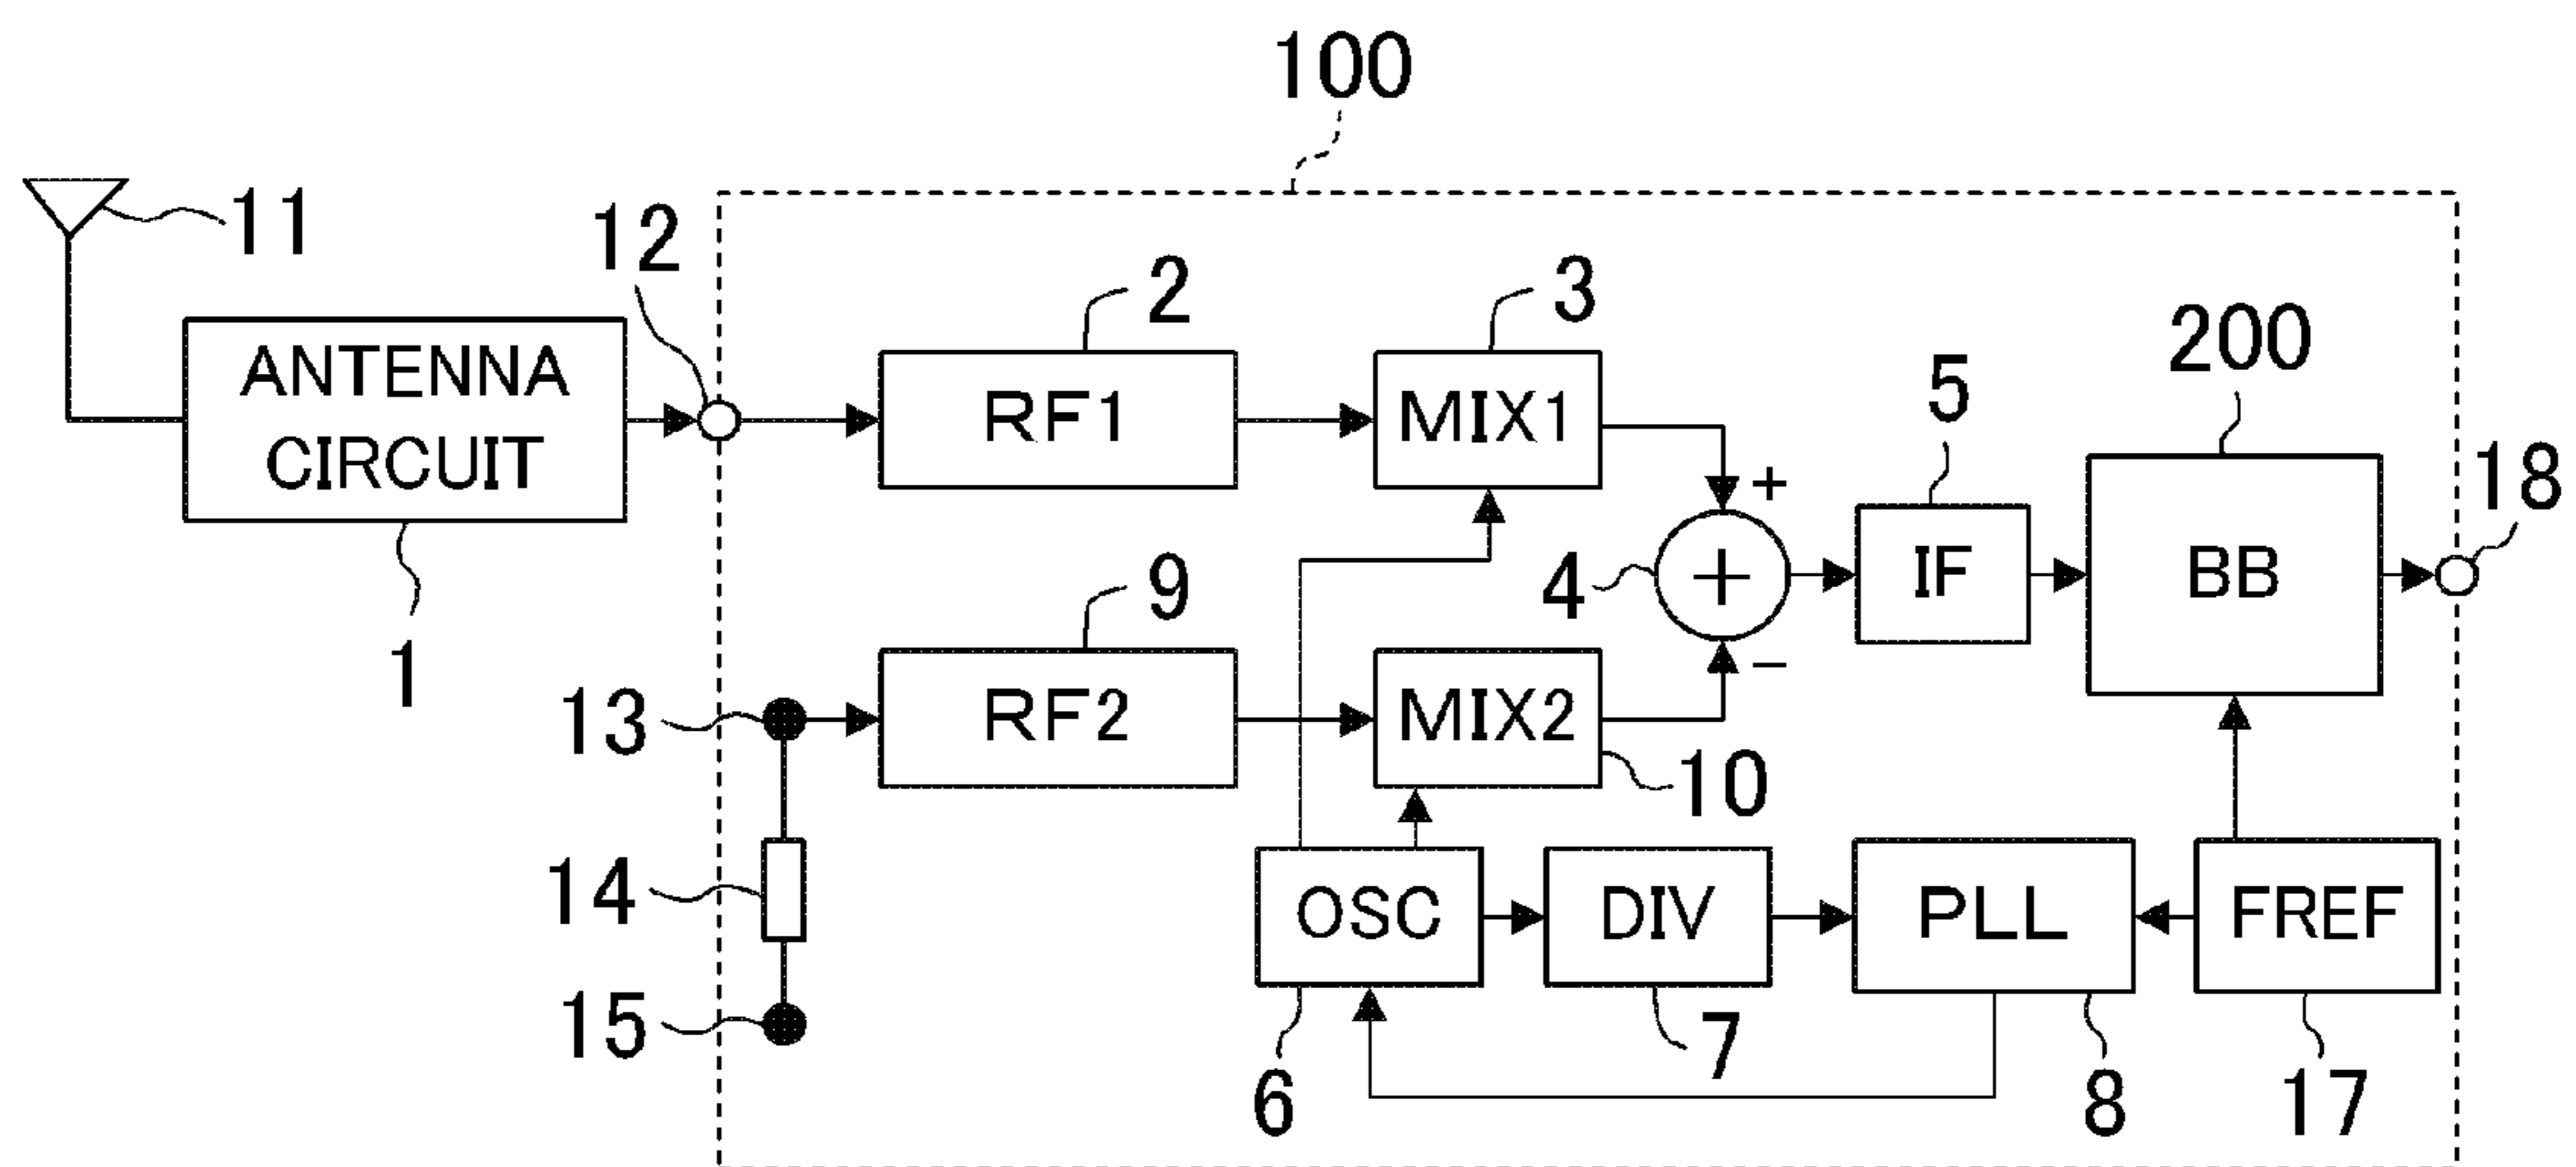 100
11
12
2
3
200
ANTENNA
CIRCUIT
RF1
MIX1
5
18
+
1
9
4
+
IF
BB
−
13
RF2
MIX2
10
14
OSC
DIV
PLL
FREF
15
6
7
8
17